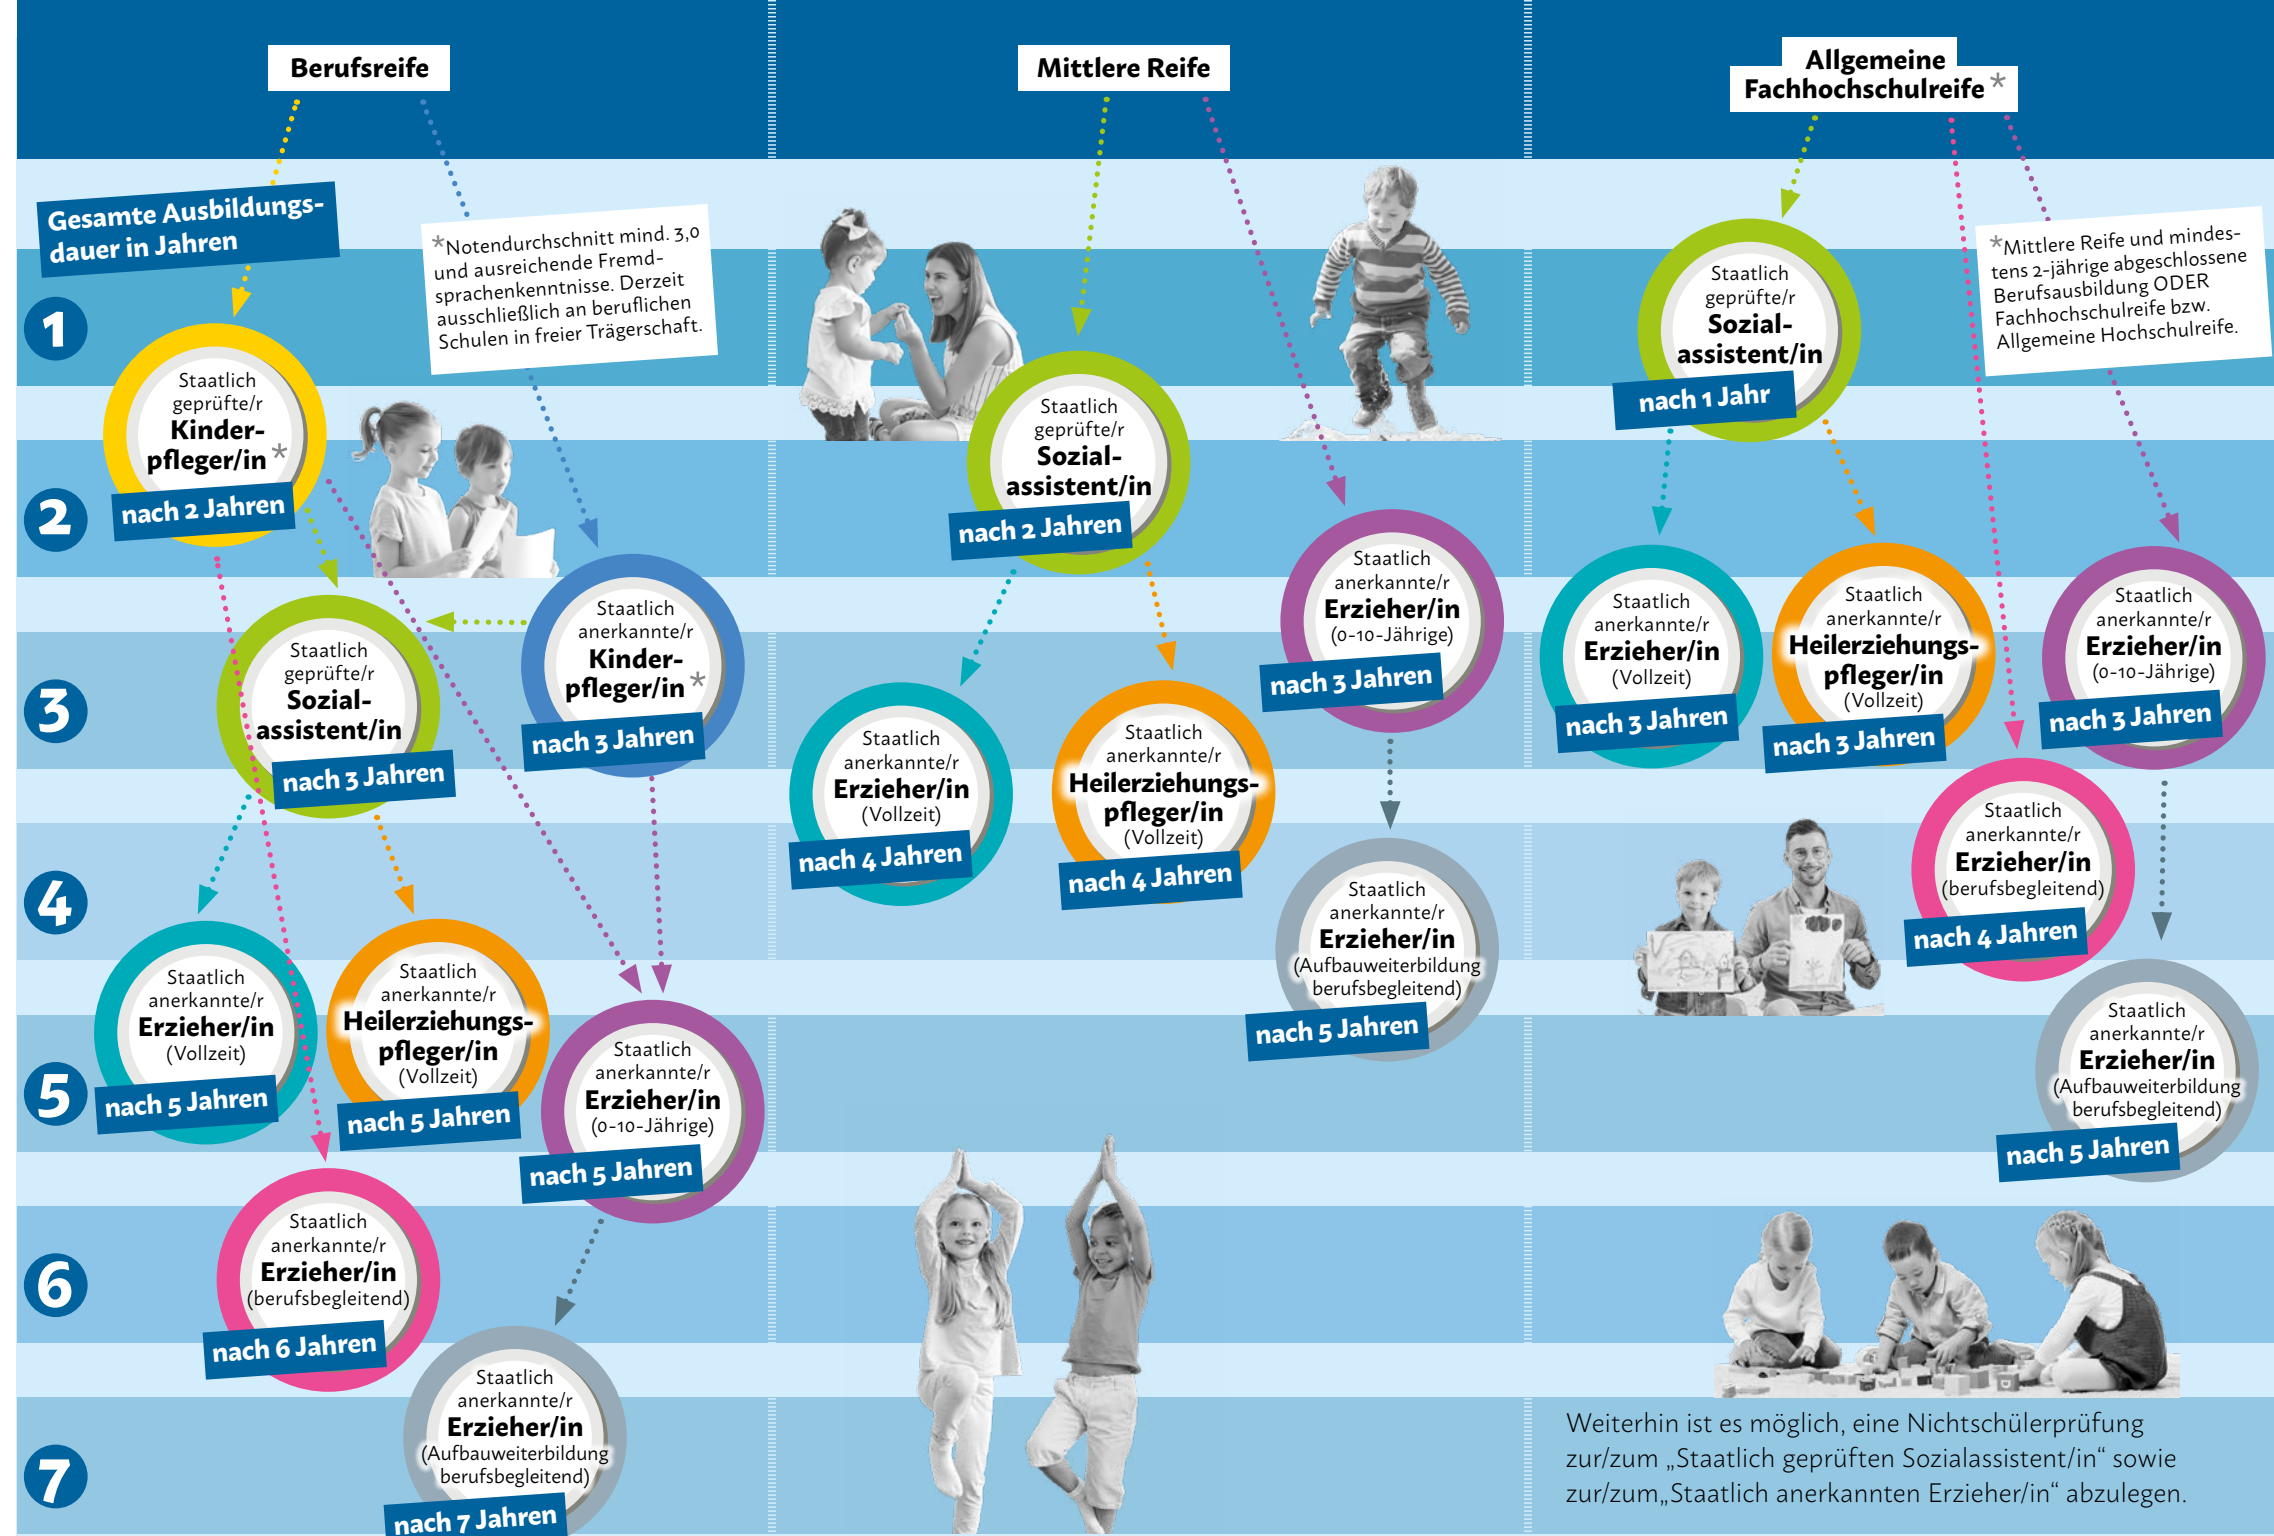 Berufsreife
Mittlere Reife
Allgemeine
Fachhochschulreife *
Gesamte Ausbildungs-
dauer in Jahren
1
2
3
4
5
6
7
*Notendurchschnitt mind. 3,0
und ausreichende Fremd-
sprachenkenntnisse. Derzeit
ausschließlich an beruflichen
Schulen in freier Trägerschaft.
Staatlich
geprüfte/r
Kinder-
pfleger/in *
nach 2 Jahren
Staatlich
anerkannte/r
Kinder-
pfleger/in *
nach 3 Jahren
Staatlich
geprüfte/r
Sozial-
assistent/in
nach 3 Jahren
Staatlich
anerkannte/r
Erzieher/in
(Vollzeit)
nach 5 Jahren
Staatlich
anerkannte/r
Heilerziehungs-
pfleger/in
(Vollzeit)
nach 5 Jahren
Staatlich
anerkannte/r
Erzieher/in
(0-10-Jährige)
nach 5 Jahren
Staatlich
anerkannte/r
Erzieher/in
(berufsbegleitend)
nach 6 Jahren
Staatlich
anerkannte/r
Erzieher/in
(Aufbauweiterbildung
berufsbegleitend)
nach 7 Jahren
Staatlich
geprüfte/r
Sozial-
assistent/in
nach 2 Jahren
Staatlich
anerkannte/r
Erzieher/in
(0-10-Jährige)
nach 3 Jahren
Staatlich
anerkannte/r
Erzieher/in
(Vollzeit)
nach 4 Jahren
Staatlich
anerkannte/r
Heilerziehungs-
pfleger/in
(Vollzeit)
nach 4 Jahren
Staatlich
anerkannte/r
Erzieher/in
(Aufbauweiterbildung
berufsbegleitend)
nach 5 Jahren
Staatlich
geprüfte/r
Sozial-
assistent/in
nach 1 Jahr
*Mittlere Reife und mindes-
tens 2-jährige abgeschlossene
Berufsausbildung ODER
Fachhochschulreife bzw.
Allgemeine Hochschulreife.
Staatlich
anerkannte/r
Erzieher/in
(Vollzeit)
nach 3 Jahren
Staatlich
anerkannte/r
Heilerziehungs-
pfleger/in
(Vollzeit)
nach 3 Jahren
Staatlich
anerkannte/r
Erzieher/in
(0-10-Jährige)
nach 3 Jahren
Staatlich
anerkannte/r
Erzieher/in
(berufsbegleitend)
nach 4 Jahren
Staatlich
anerkannte/r
Erzieher/in
(Aufbauweiterbildung
berufsbegleitend)
nach 5 Jahren
Weiterhin ist es möglich, eine Nichtschülerprüfung
zur/zum „Staatlich geprüften Sozialassistent/in“ sowie
zur/zum„Staatlich anerkannten Erzieher/in“ abzulegen.